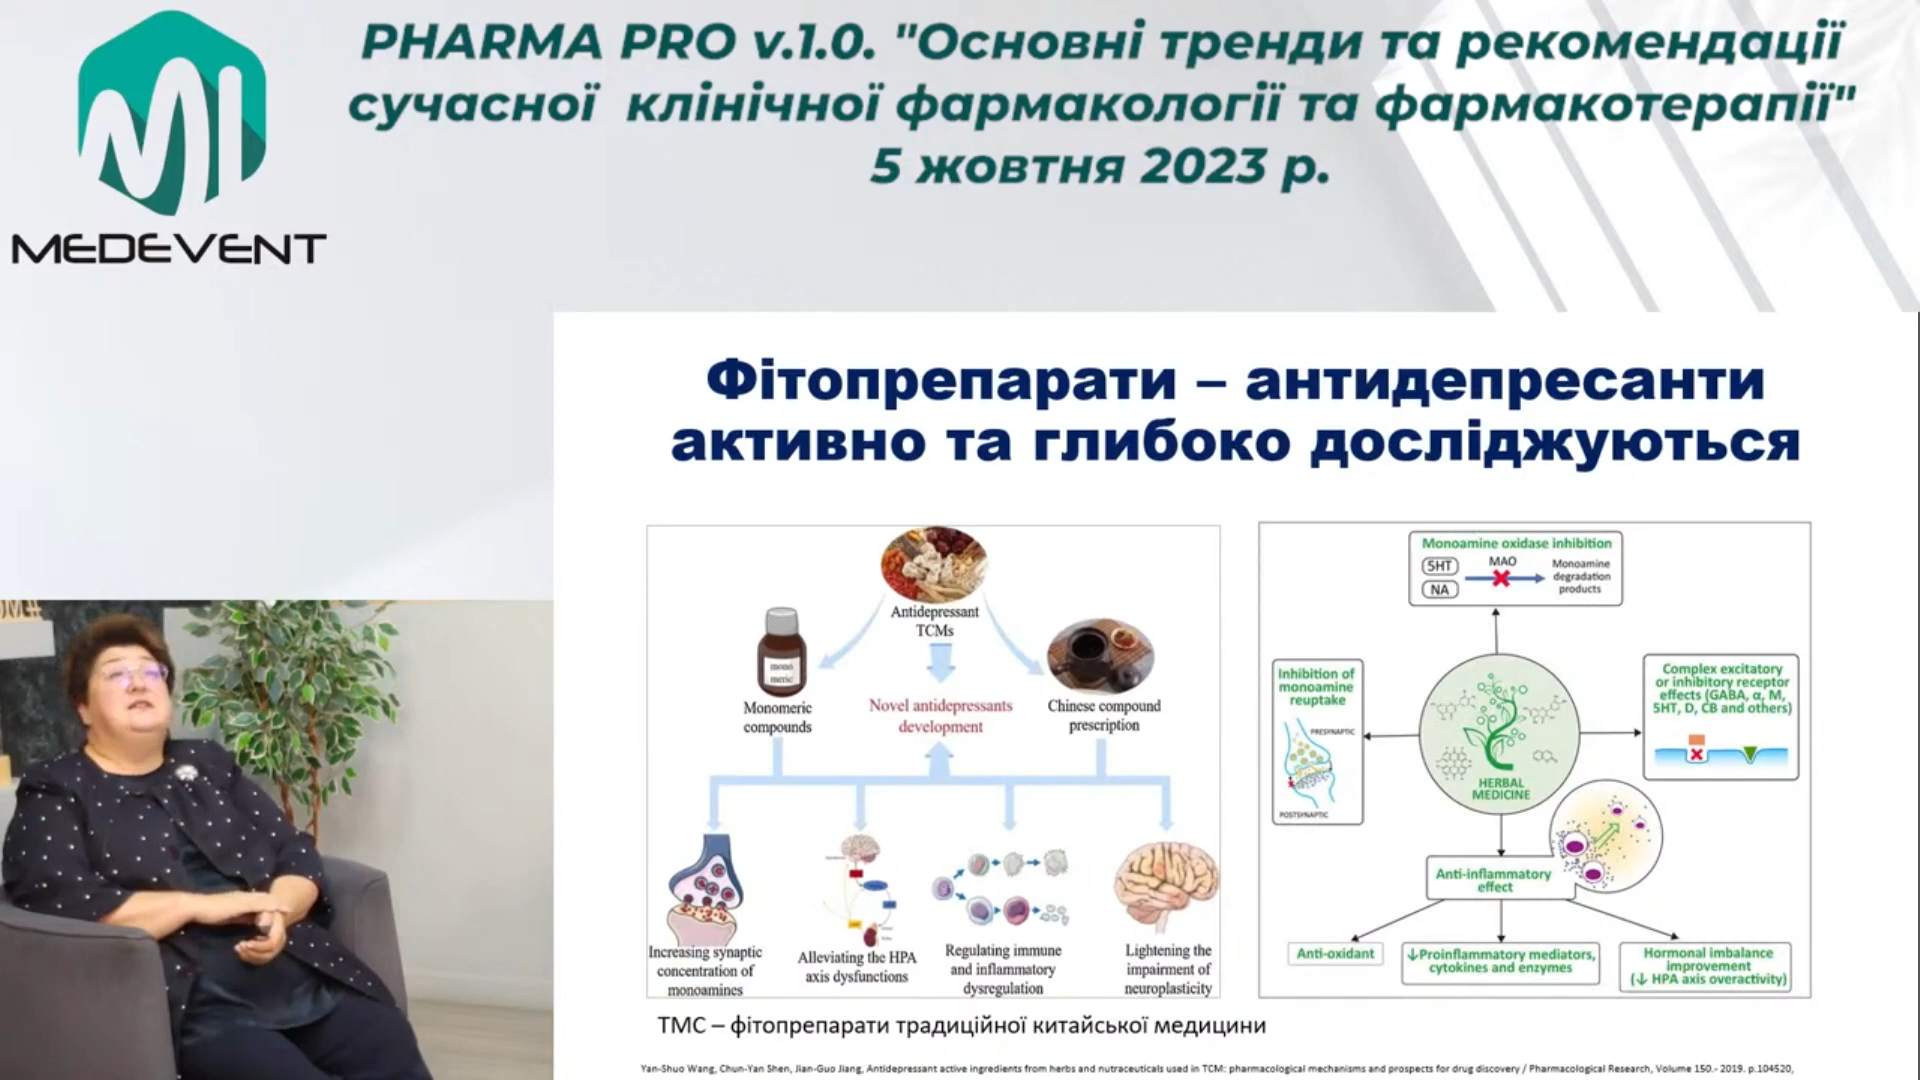 PHARMA PRO v.1.0. "Основні тренди та рекомендації
сучасної клінічної фармакології та фармакотерапії"
5 жовтня 2023 р.
MEDEVENT
Фітопрепарати – антидепресанти
активно та глибоко досліджуються
Antidepressant
TCMs
mono
meric
Monomeric
compounds
Novel antidepressants
development
Chinese compound
prescription
Increasing synaptic
concentration of
monoamines
Alleviating the HPA
axis dysfunctions
Regulating immune
and inflammatory
dysregulation
Lightening the
impairment of
neuroplasticity
Monoamine oxidase inhibition
5HT
NA
MAO
Monoamine
degradation
products
Inhibition of
monoamine
reuptake
PRESYNAPTIC
POSTSYNAPTIC
HERBAL
MEDICINE
Complex excitatory
or inhibitory receptor
effects (GABA, α, M,
5HT, D, CB and others)
Anti-inflammatory
effect
Anti-oxidant
↓Proinflammatory mediators,
cytokines and enzymes
Hormonal imbalance
improvement
(↓ HPA axis overactivity)
ТМС – фітопрепарати традиційної китайської медицини
Yan-Shuo Wang, Chun-Yan Shen, Jian-Guo Jiang, Antidepressant active ingredients from herbs and nutraceuticals used in TCM: pharmacological mechanisms and prospects for drug discovery / Pharmacological Research, Volume 150.- 2019. p.104520,